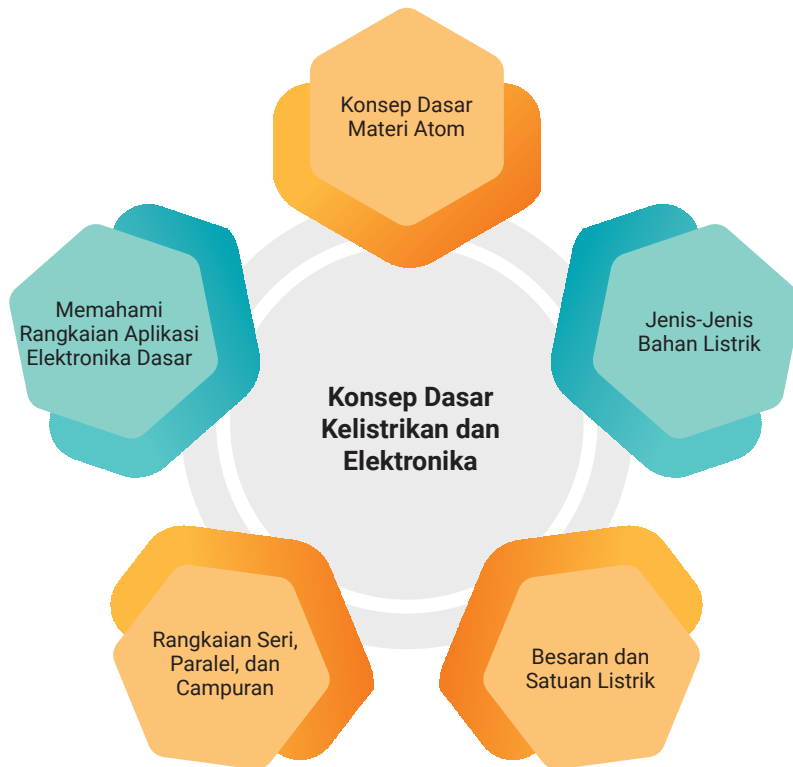 Konsep Dasar
Materi Atom
Jenis-Jenis
Bahan Listrik
Besaran dan
Satuan Listrik
Rangkaian Seri,
Paralel, dan
Campuran
Memahami
Rangkaian Aplikasi
Elektronika Dasar
Konsep Dasar
Kelistrikan dan
Elektronika